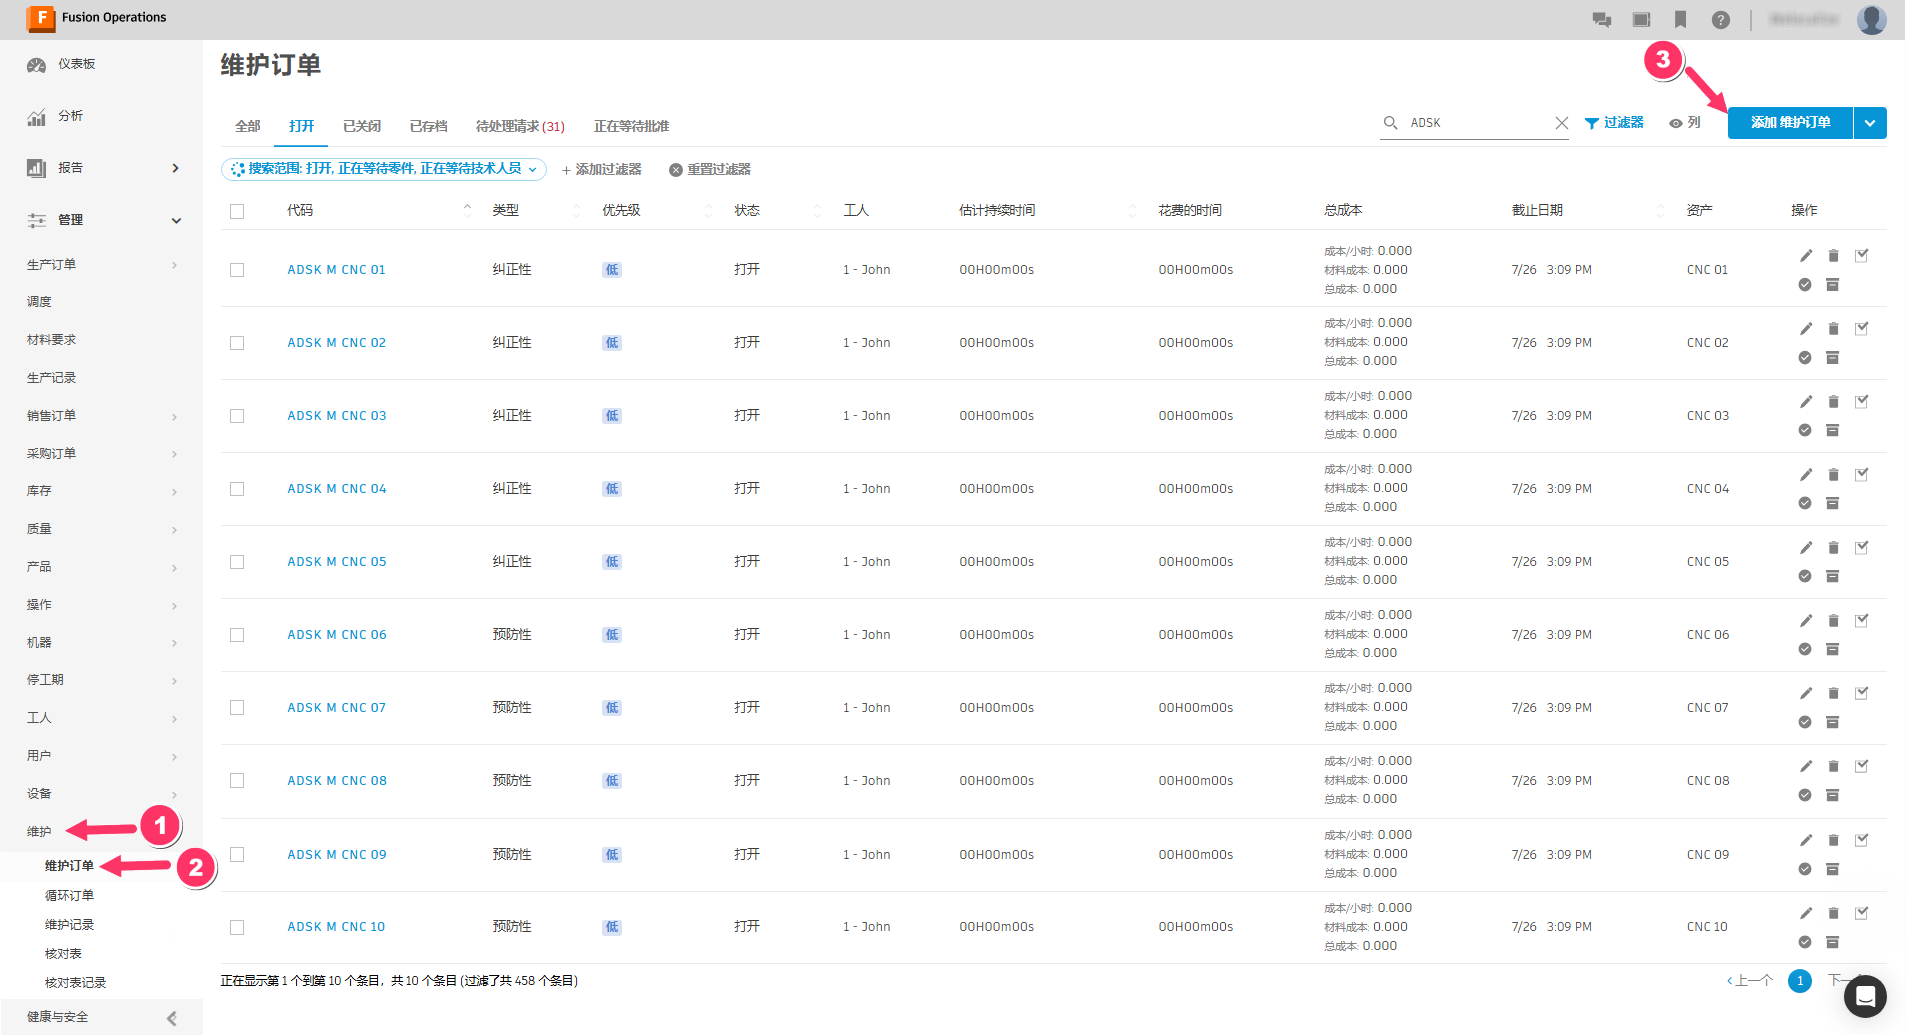 Fusion Operations
仪表板
分析
报告
管理
生产订单
调度
材料要求
生产记录
销售订单
采购订单
库存
质量
产品
操作
机器
停工期
工人
用户
设备
维护
1
维护订单
2
循环订单
维护记录
核对表
核对表记录
健康与安全
维护订单
3
全部 打开 已关闭 已存档 待处理请求 (31) 正在等待批准
ADSK 过滤器 列 添加 维护订单
搜索范围: 打开, 正在等待零件, 正在等待技术人员 + 添加过滤器 重置过滤器
代码 类型 优先级 状态 工人 估计持续时间 花费的时间 总成本 截止日期 资产 操作
成本/小时: 0.000
ADSK M CNC 01 纠正性 低 打开 1 - John 00H00m00s 00H00m00s 材料成本: 0.000 7/26 3:09 PM CNC 01
总成本: 0.000
成本/小时: 0.000
ADSK M CNC 02 纠正性 低 打开 1 - John 00H00m00s 00H00m00s 材料成本: 0.000 7/26 3:09 PM CNC 02
总成本: 0.000
成本/小时: 0.000
ADSK M CNC 03 纠正性 低 打开 1 - John 00H00m00s 00H00m00s 材料成本: 0.000 7/26 3:09 PM CNC 03
总成本: 0.000
成本/小时: 0.000
ADSK M CNC 04 纠正性 低 打开 1 - John 00H00m00s 00H00m00s 材料成本: 0.000 7/26 3:09 PM CNC 04
总成本: 0.000
成本/小时: 0.000
ADSK M CNC 05 纠正性 低 打开 1 - John 00H00m00s 00H00m00s 材料成本: 0.000 7/26 3:09 PM CNC 05
总成本: 0.000
成本/小时: 0.000
ADSK M CNC 06 预防性 低 打开 1 - John 00H00m00s 00H00m00s 材料成本: 0.000 7/26 3:09 PM CNC 06
总成本: 0.000
成本/小时: 0.000
ADSK M CNC 07 预防性 低 打开 1 - John 00H00m00s 00H00m00s 材料成本: 0.000 7/26 3:09 PM CNC 07
总成本: 0.000
成本/小时: 0.000
ADSK M CNC 08 预防性 低 打开 1 - John 00H00m00s 00H00m00s 材料成本: 0.000 7/26 3:09 PM CNC 08
总成本: 0.000
成本/小时: 0.000
ADSK M CNC 09 预防性 低 打开 1 - John 00H00m00s 00H00m00s 材料成本: 0.000 7/26 3:09 PM CNC 09
总成本: 0.000
成本/小时: 0.000
ADSK M CNC 10 预防性 低 打开 1 - John 00H00m00s 00H00m00s 材料成本: 0.000 7/26 3:09 PM CNC 10
总成本: 0.000
正在显示第 1 个到第 10 个条目，共 10 个条目 (过滤了共 458 个条目) 上一个 1 下一